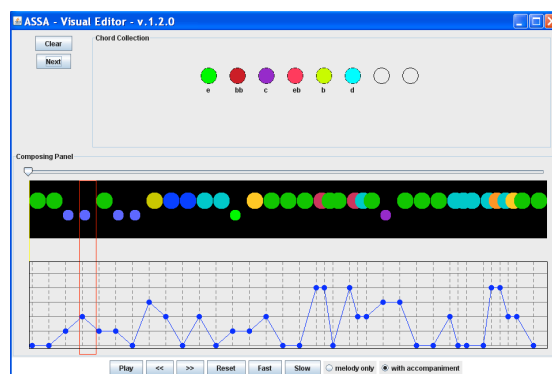 ASSA - Visual Editor - v.1.2.0
Clear
Next
Chord Collection
e bb c eb b d
Composing Panel
Play << >> Reset Fast Slow melody only with accompaniment